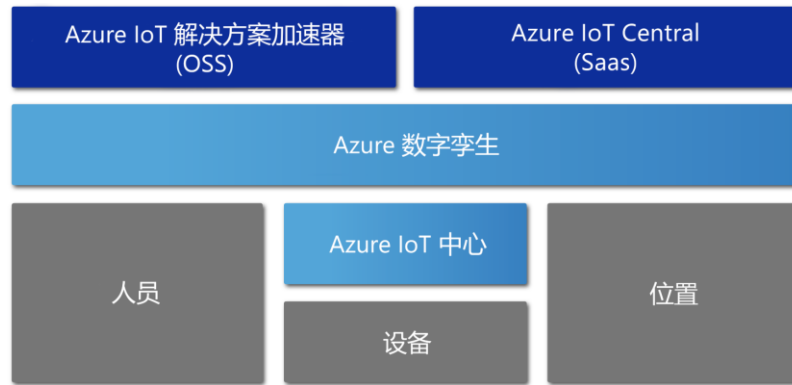 Azure IoT 解决方案加速器
(OSS)
Azure IoT Central
(Saas)
Azure 数字孪生
人员
Azure IoT 中心
设备
位置